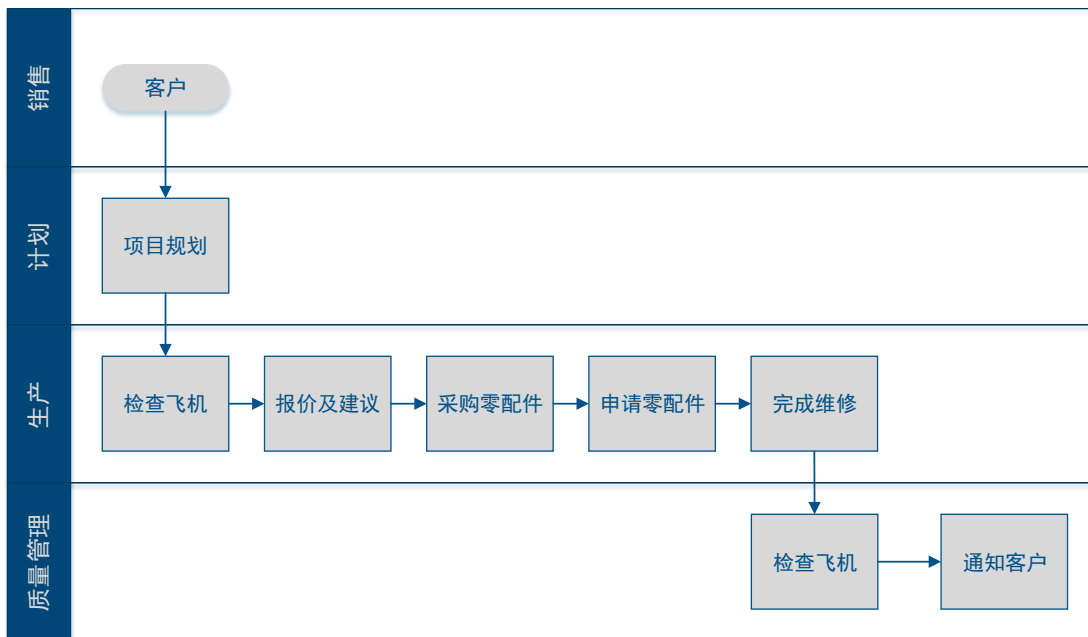 销售
客户
计划
项目规划
生产
检查飞机
报价及建议
采购零配件
申请零配件
完成维修
质量管理
检查飞机
通知客户